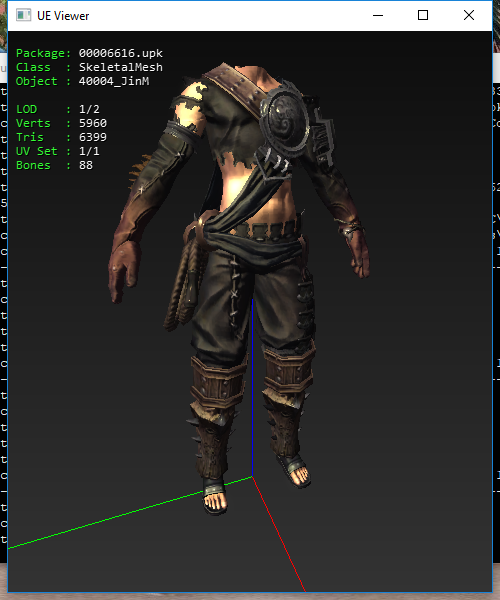 UE Viewer
Package: 00006616.upk
Class : SkeletalMesh
Object : 40004_JinM
LOD : 1/2
Verts : 5960
Tris : 6399
UV Set : 1/1
Bones : 88